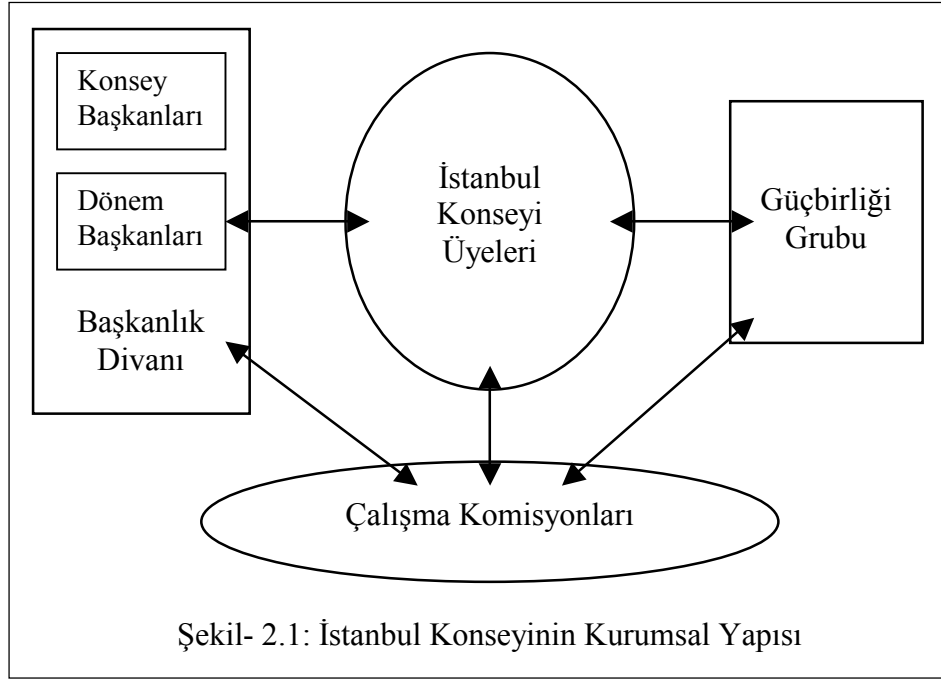 Konsey
Başkanları
Dönem
Başkanları
Başkanlık
Divanı
İstanbul
Konseyi
Üyeleri
Güçbirliği
Grubu
Çalışma Komisyonları
Şekil- 2.1: İstanbul Konseyinin Kurumsal Yapısı